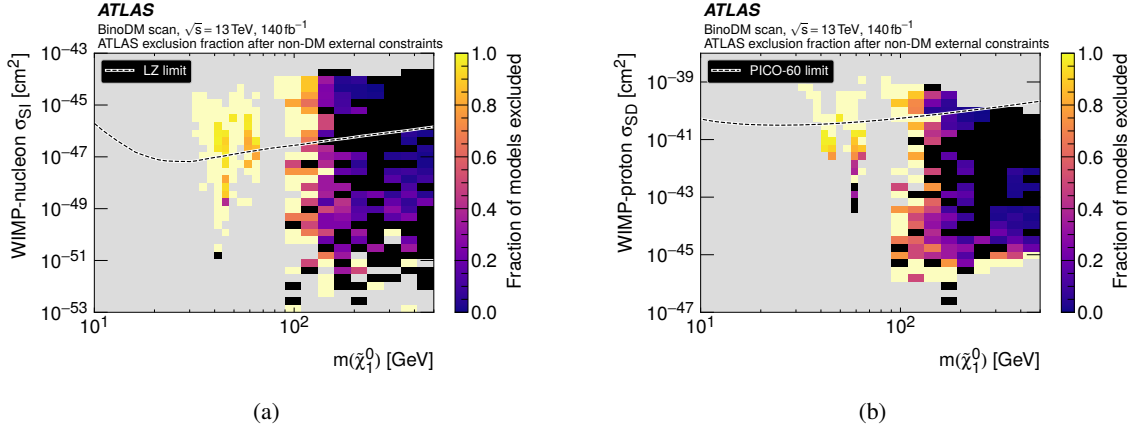 ATLAS
BinoDM scan, √s = 13 TeV, 140 fb⁻¹
ATLAS exclusion fraction after non-DM external constraints
LZ limit
WIMP-nucleon σSI [cm²]
10⁻⁴³
10⁻⁴⁵
10⁻⁴⁷
10⁻⁴⁹
10⁻⁵¹
10⁻⁵³
10¹
10²
m(χ̃₁⁰) [GeV]
1.0
0.8
0.6
0.4
0.2
0.0
Fraction of models excluded
(a)
ATLAS
BinoDM scan, √s = 13 TeV, 140 fb⁻¹
ATLAS exclusion fraction after non-DM external constraints
PICO-60 limit
WIMP-proton σSD [cm²]
10⁻³⁹
10⁻⁴¹
10⁻⁴³
10⁻⁴⁵
10⁻⁴⁷
10¹
10²
m(χ̃₁⁰) [GeV]
1.0
0.8
0.6
0.4
0.2
0.0
Fraction of models excluded
(b)